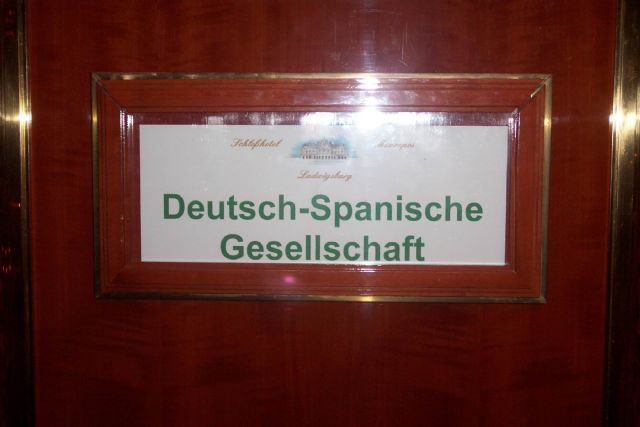 Schloßhotel Monrepos
Ludwigsburg
Deutsch-Spanische
Gesellschaft